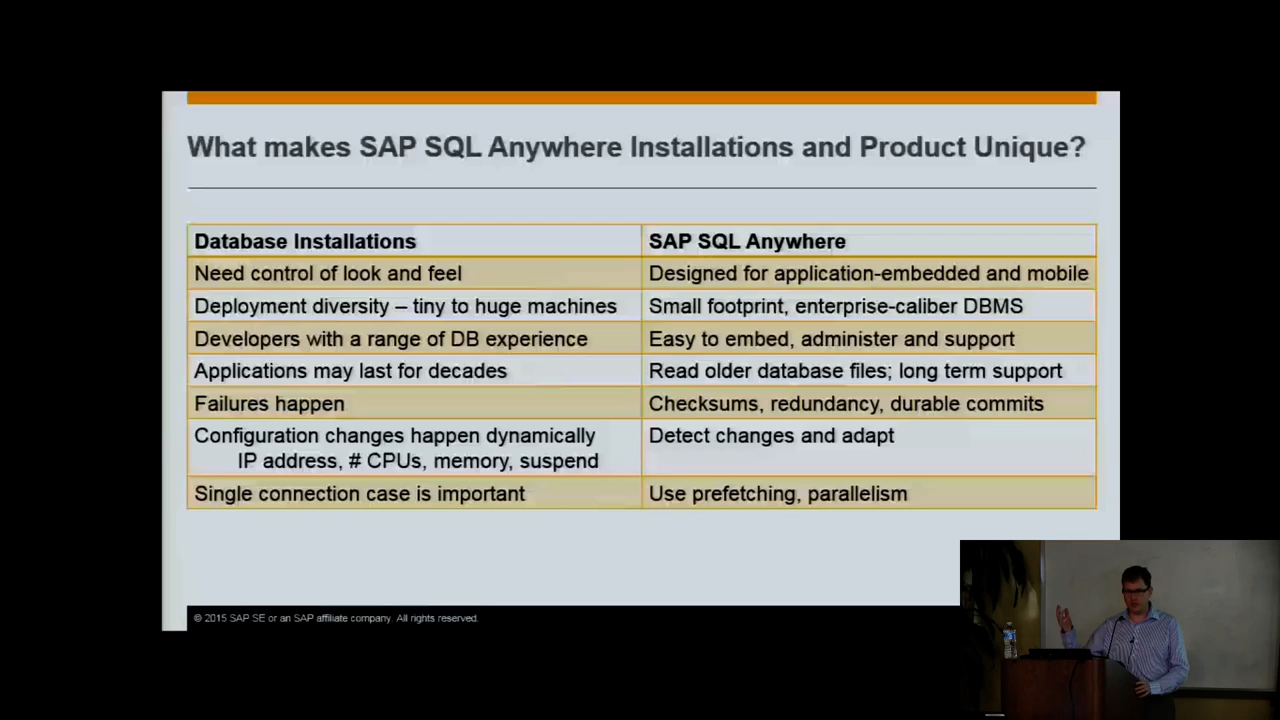 What makes SAP SQL Anywhere Installations and Product Unique?
Database Installations
SAP SQL Anywhere
Need control of look and feel
Designed for application-embedded and mobile
Deployment diversity – tiny to huge machines
Small footprint, enterprise-caliber DBMS
Developers with a range of DB experience
Easy to embed, administer and support
Applications may last for decades
Read older database files; long term support
Failures happen
Checksums, redundancy, durable commits
Configuration changes happen dynamically
IP address, # CPUs, memory, suspend
Detect changes and adapt
Single connection case is important
Use prefetching, parallelism
© 2015 SAP SE or an SAP affiliate company. All rights reserved.